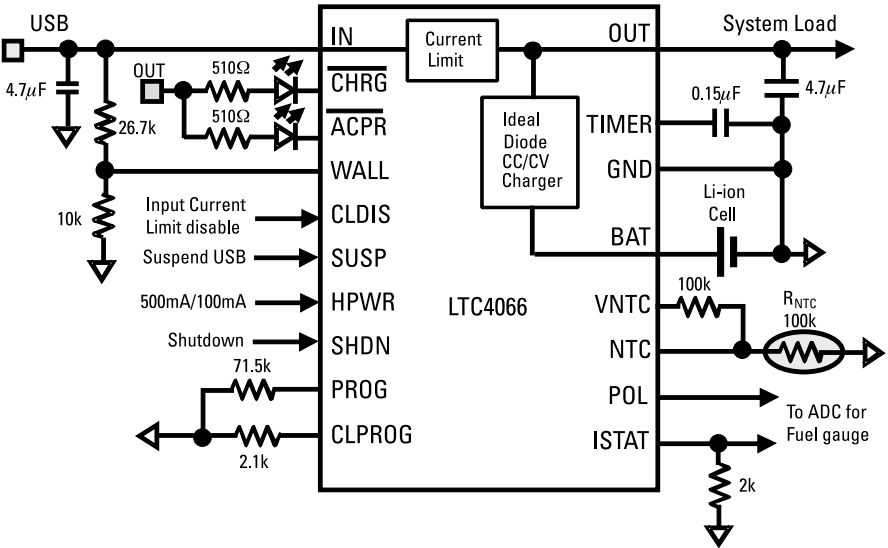 USB
IN
OUT
System Load
Current
Limit
4.7μF
OUT
510Ω
CHRG
510Ω
ACPR
26.7k
0.15μF
4.7μF
TIMER
Ideal
Diode
CC/CV
Charger
WALL
GND
10k
Input Current
Limit disable
CLDIS
Li-ion
Cell
BAT
Suspend USB
SUSP
500mA/100mA
HPWR
LTC4066
VNTC
100k
RNTC
100k
Shutdown
SHDN
NTC
71.5k
PROG
POL
To ADC for
Fuel gauge
CLPROG
2.1k
ISTAT
2k